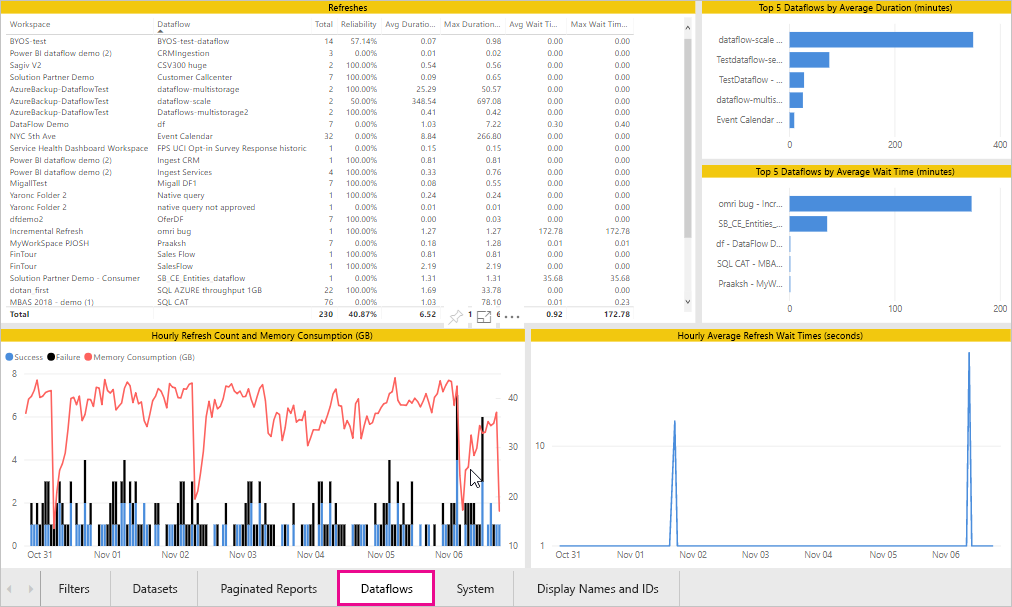 Refreshes
Workspace Dataflow Total Reliability Avg Duratio... Max Duration... Avg Wait Ti... Max Wait Time...
BYOS-test BYOS-test-dataflow 14 57.14% 0.07 0.98 0.00 0.00
Power BI dataflow demo (2) CRMIngestion 3 0.00% 0.01 0.02 0.00 0.00
Sagiv V2 CSV300 huge 2 100.00% 0.54 0.56 0.00 0.00
Solution Partner Demo Customer Callcenter 7 100.00% 0.09 0.65 0.00 0.00
AzureBackup-DataflowTest dataflow-multistorage 2 100.00% 25.29 50.57 0.00 0.00
AzureBackup-DataflowTest dataflow-scale 2 50.00% 348.54 697.08 0.00 0.00
AzureBackup-DataflowTest Dataflows-multistorage2 2 100.00% 0.41 0.42 0.00 0.00
DataFlow Demo df 7 100.00% 1.03 7.22 0.30 0.40
NYC 5th Ave Event Calendar 32 0.00% 8.84 266.80 0.00 0.00
Service Health Dashboard Workspace FPS UCI Opt-in Survey Response historic 1 0.00% 0.15 0.15 0.00 0.00
Power BI dataflow demo (2) Ingest CRM 1 100.00% 0.81 0.81 0.00 0.00
Power BI dataflow demo (2) Ingest Services 4 100.00% 0.33 0.76 0.00 0.00
MigallTest Migall DF1 7 100.00% 0.08 0.55 0.00 0.00
Yaronc Folder 2 Native query 1 100.00% 0.24 0.24 0.00 0.00
Yaronc Folder 2 native query not approved 1 0.00% 0.01 0.01 0.00 0.00
dfdemo2 OferDF 7 100.00% 0.00 0.03 0.00 0.00
Incremental Refresh omri bug 1 100.00% 1.27 1.27 172.78 172.78
MyWorkSpace PJOSH Praaksh 7 0.00% 0.18 1.28 0.01 0.01
FinTour Sales Flow 1 100.00% 0.81 0.81 0.00 0.00
FinTour SalesFlow 1 100.00% 2.19 2.19 0.00 0.00
Solution Partner Demo - Consumer SB_CE_Entities_dataflow 1 0.00% 1.31 1.31 35.68 35.68
dotan_first SQL AZURE throughput 1GB 22 100.00% 1.69 33.78 0.00 0.00
MBAS 2018 - demo (1) SQL CAT 76 0.00% 1.03 78.10 0.01 0.23
Total 230 40.87% 6.52 0.92 172.78
Top 5 Dataflows by Average Duration (minutes)
dataflow-scale ...
Testdataflow-se...
TestDataflow - ...
dataflow-multis...
Event Calendar ...
0 200 400
Top 5 Dataflows by Average Wait Time (minutes)
omri bug - Incr...
SB_CE_Entities_...
df - DataFlow D...
SQL CAT - MBA...
Praaksh - MyW...
0 100 200
Hourly Refresh Count and Memory Consumption (GB)
Success Failure Memory Consumption (GB)
8
6
4
2
0
40
30
20
10
Oct 31 Nov 01 Nov 02 Nov 03 Nov 04 Nov 05 Nov 06
Hourly Average Refresh Wait Times (seconds)
10
1
Oct 31 Nov 01 Nov 02 Nov 03 Nov 04 Nov 05 Nov 06
Filters Datasets Paginated Reports Dataflows System Display Names and IDs